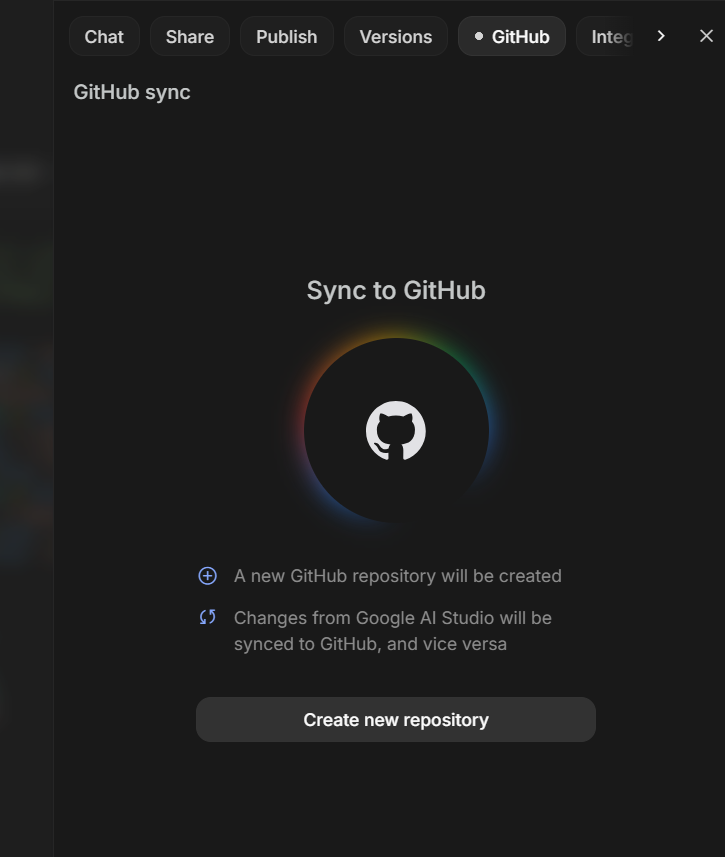 Chat Share Publish Versions GitHub Integ
GitHub sync
Sync to GitHub
A new GitHub repository will be created
Changes from Google AI Studio will be
synced to GitHub, and vice versa
Create new repository